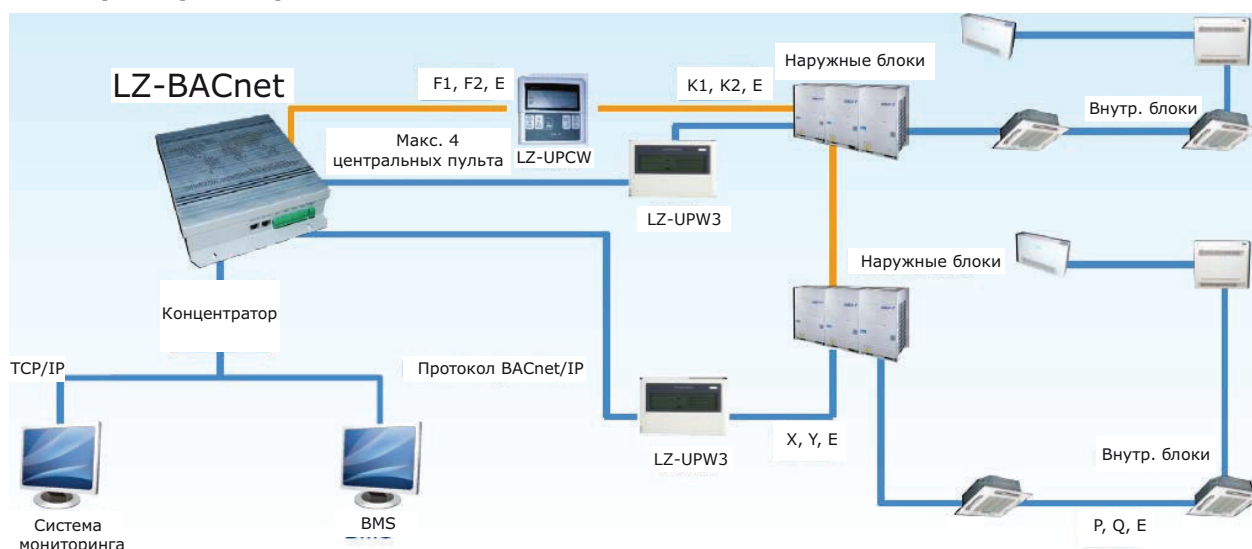 LZ-BACnet
F1, F2, E
K1, K2, E
Наружные блоки
Внутр. блоки
Макс. 4
центральных пульта
LZ-UPCW
LZ-UPW3
Наружные блоки
Концентратор
TCP/IP
Протокол BACnet/IP
X, Y, E
LZ-UPW3
Внутр. блоки
P, Q, E
Система
мониторинга
BMS